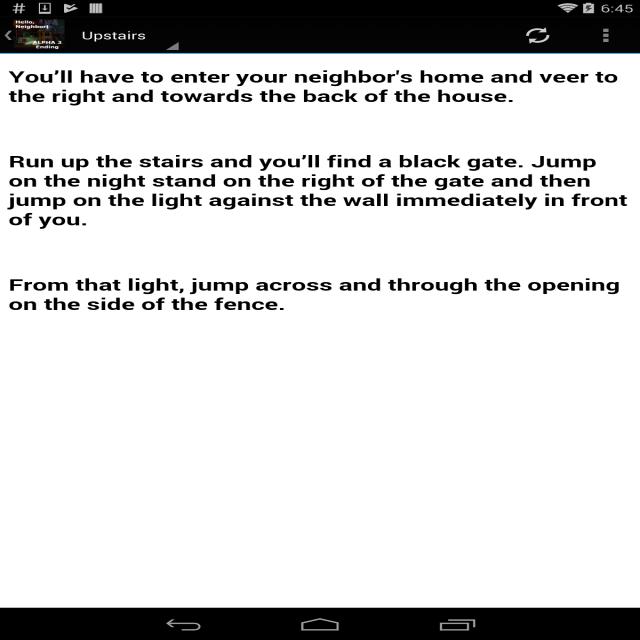 # 6:45
Hello,
Neighbor!
ALPHA 3
Ending
Upstairs
You’ll have to enter your neighbor's home and veer to
the right and towards the back of the house.
Run up the stairs and you’ll find a black gate. Jump
on the night stand on the right of the gate and then
jump on the light against the wall immediately in front
of you.
From that light, jump across and through the opening
on the side of the fence.